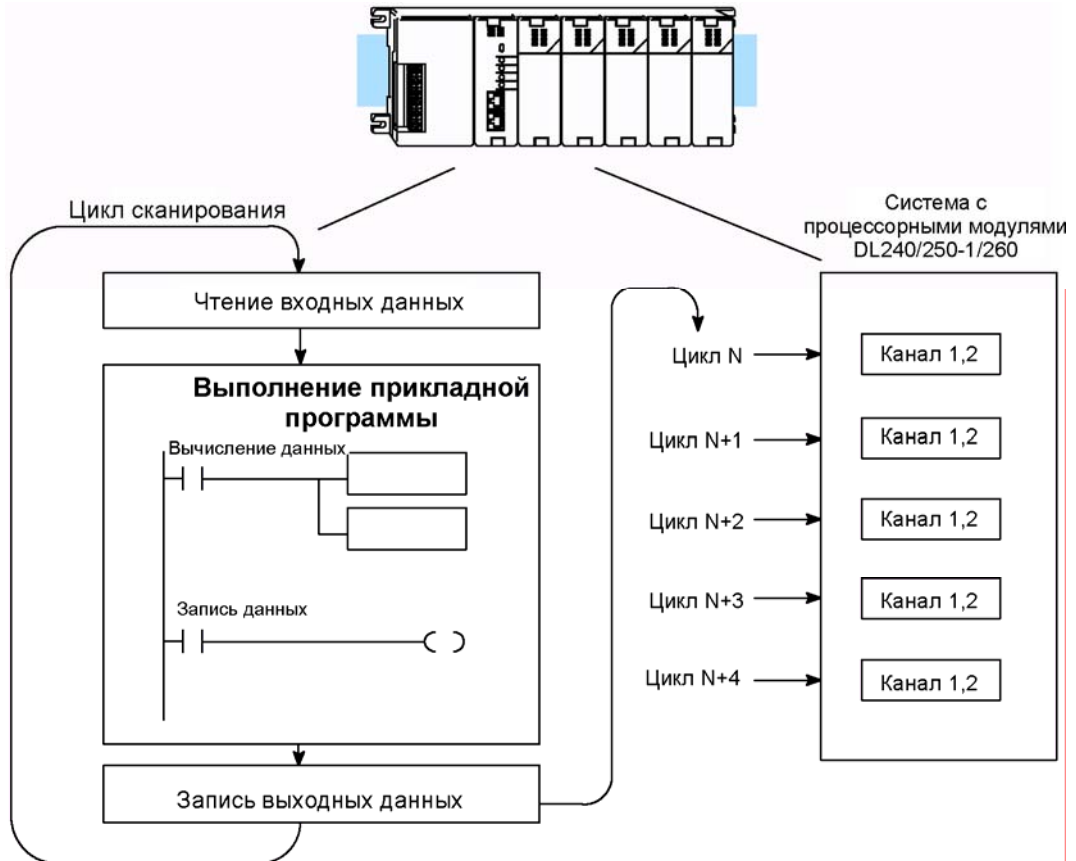 Цикл сканирования
Система с
процессорными модулями
DL240/250-1/260
Чтение входных данных
Выполнение прикладной
программы
Вычисление данных
Запись данных
Запись выходных данных
Цикл N
Канал 1,2
Цикл N+1
Канал 1,2
Цикл N+2
Канал 1,2
Цикл N+3
Канал 1,2
Цикл N+4
Канал 1,2